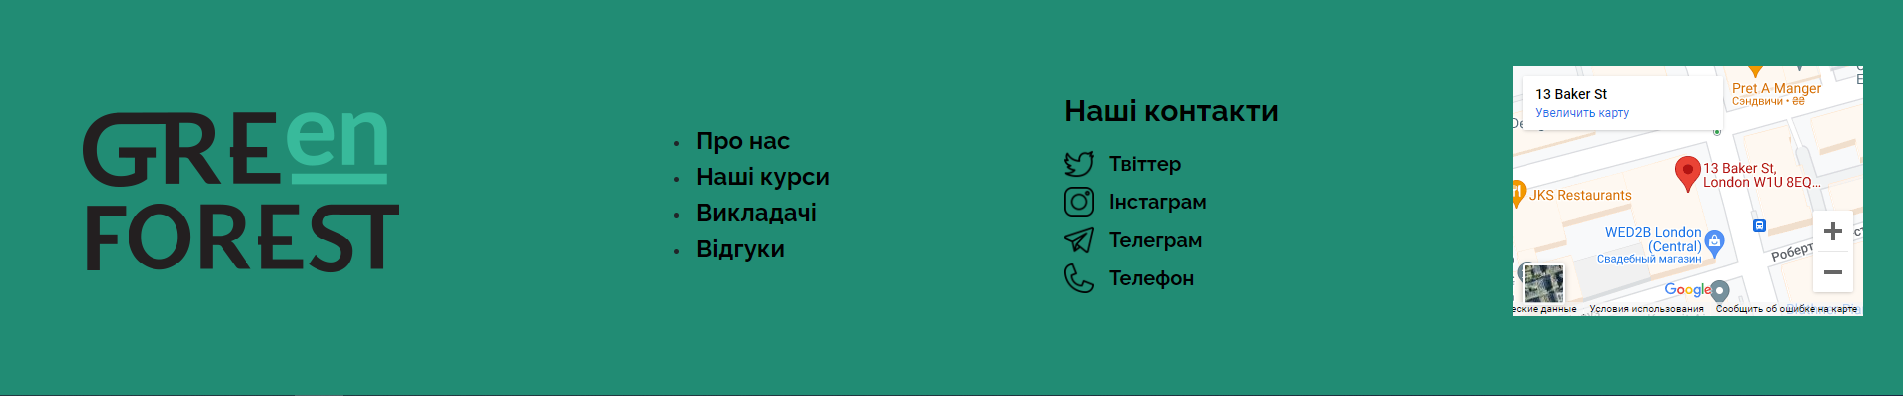 GREen
FOREST
Про нас
Наші курси
Викладачі
Відгуки
Наші контакти
Твіттер
Інстаграм
Телеграм
Телефон
13 Baker St
Увеличить карту
Pret A Manger
Сэндвичи • ₴₴
13 Baker St,
London W1U 8EQ...
JKS Restaurants
WED2B London
(Central)
Свадебный магазин
Google
Условия использования
Сообщить об ошибке на карте